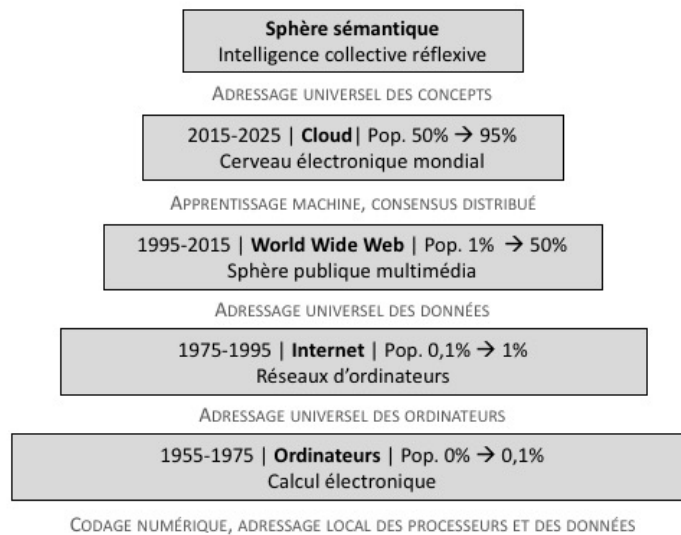 Sphère sémantique
Intelligence collective réflexive
ADRESSAGE UNIVERSEL DES CONCEPTS
2015-2025 | Cloud| Pop. 50% → 95%
Cerveau électronique mondial
APPRENTISSAGE MACHINE, CONSENSUS DISTRIBUÉ
1995-2015 | World Wide Web | Pop. 1% → 50%
Sphère publique multimédia
ADRESSAGE UNIVERSEL DES DONNÉES
1975-1995 | Internet | Pop. 0,1% → 1%
Réseaux d'ordinateurs
ADRESSAGE UNIVERSEL DES ORDINATEURS
1955-1975 | Ordinateurs | Pop. 0% → 0,1%
Calcul électronique
CODAGE NUMÉRIQUE, ADRESSAGE LOCAL DES PROCESSEURS ET DES DONNÉES